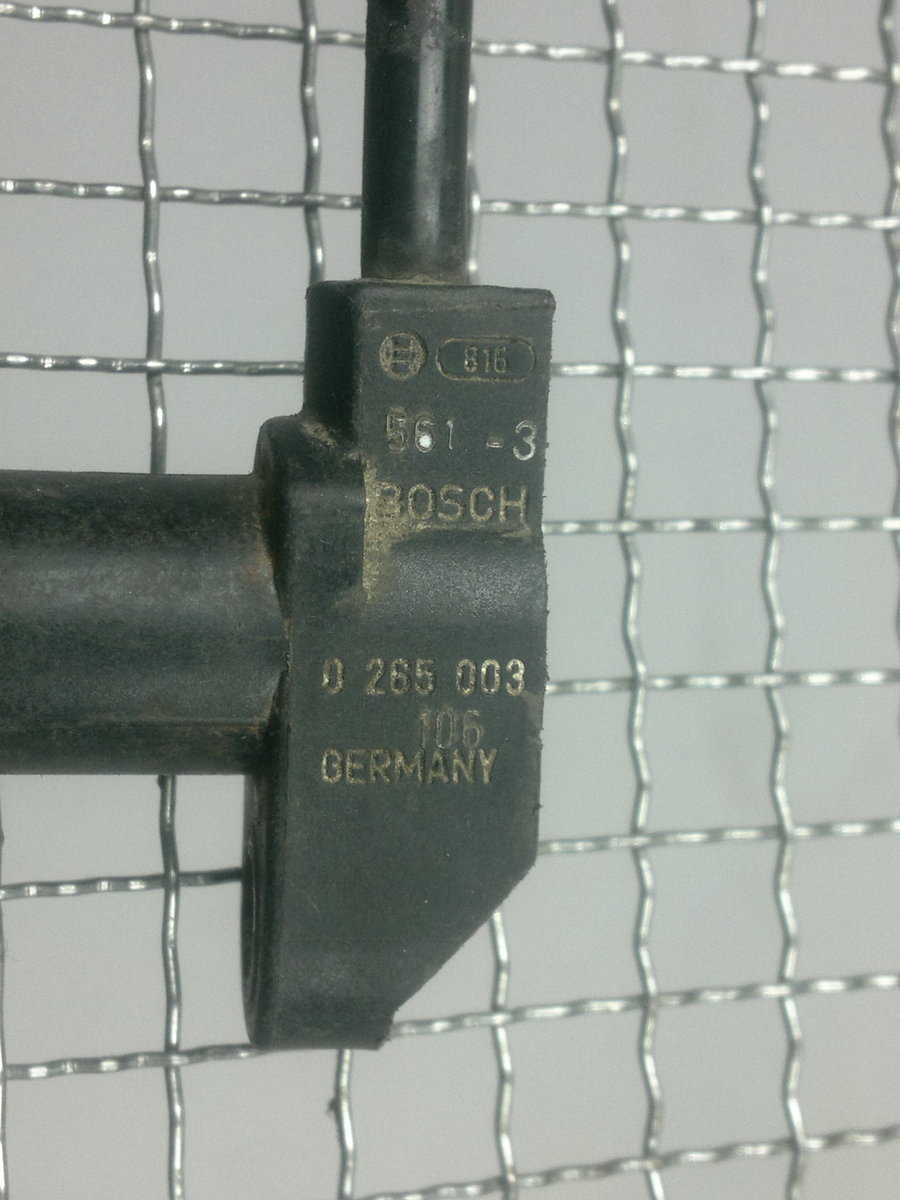 816
561 -3
BOSCH
0 265 003
106
GERMANY